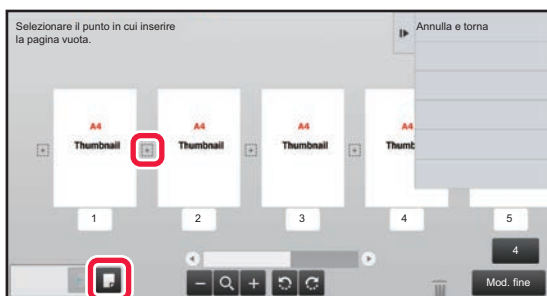 Selezionare il punto in cui inserire
la pagina vuota.
Annulla e torna
A4
Thumbnail
A4
Thumbnail
A4
Thumbnail
A4
Thumb
1
2
3
4
5
4
Mod. fine